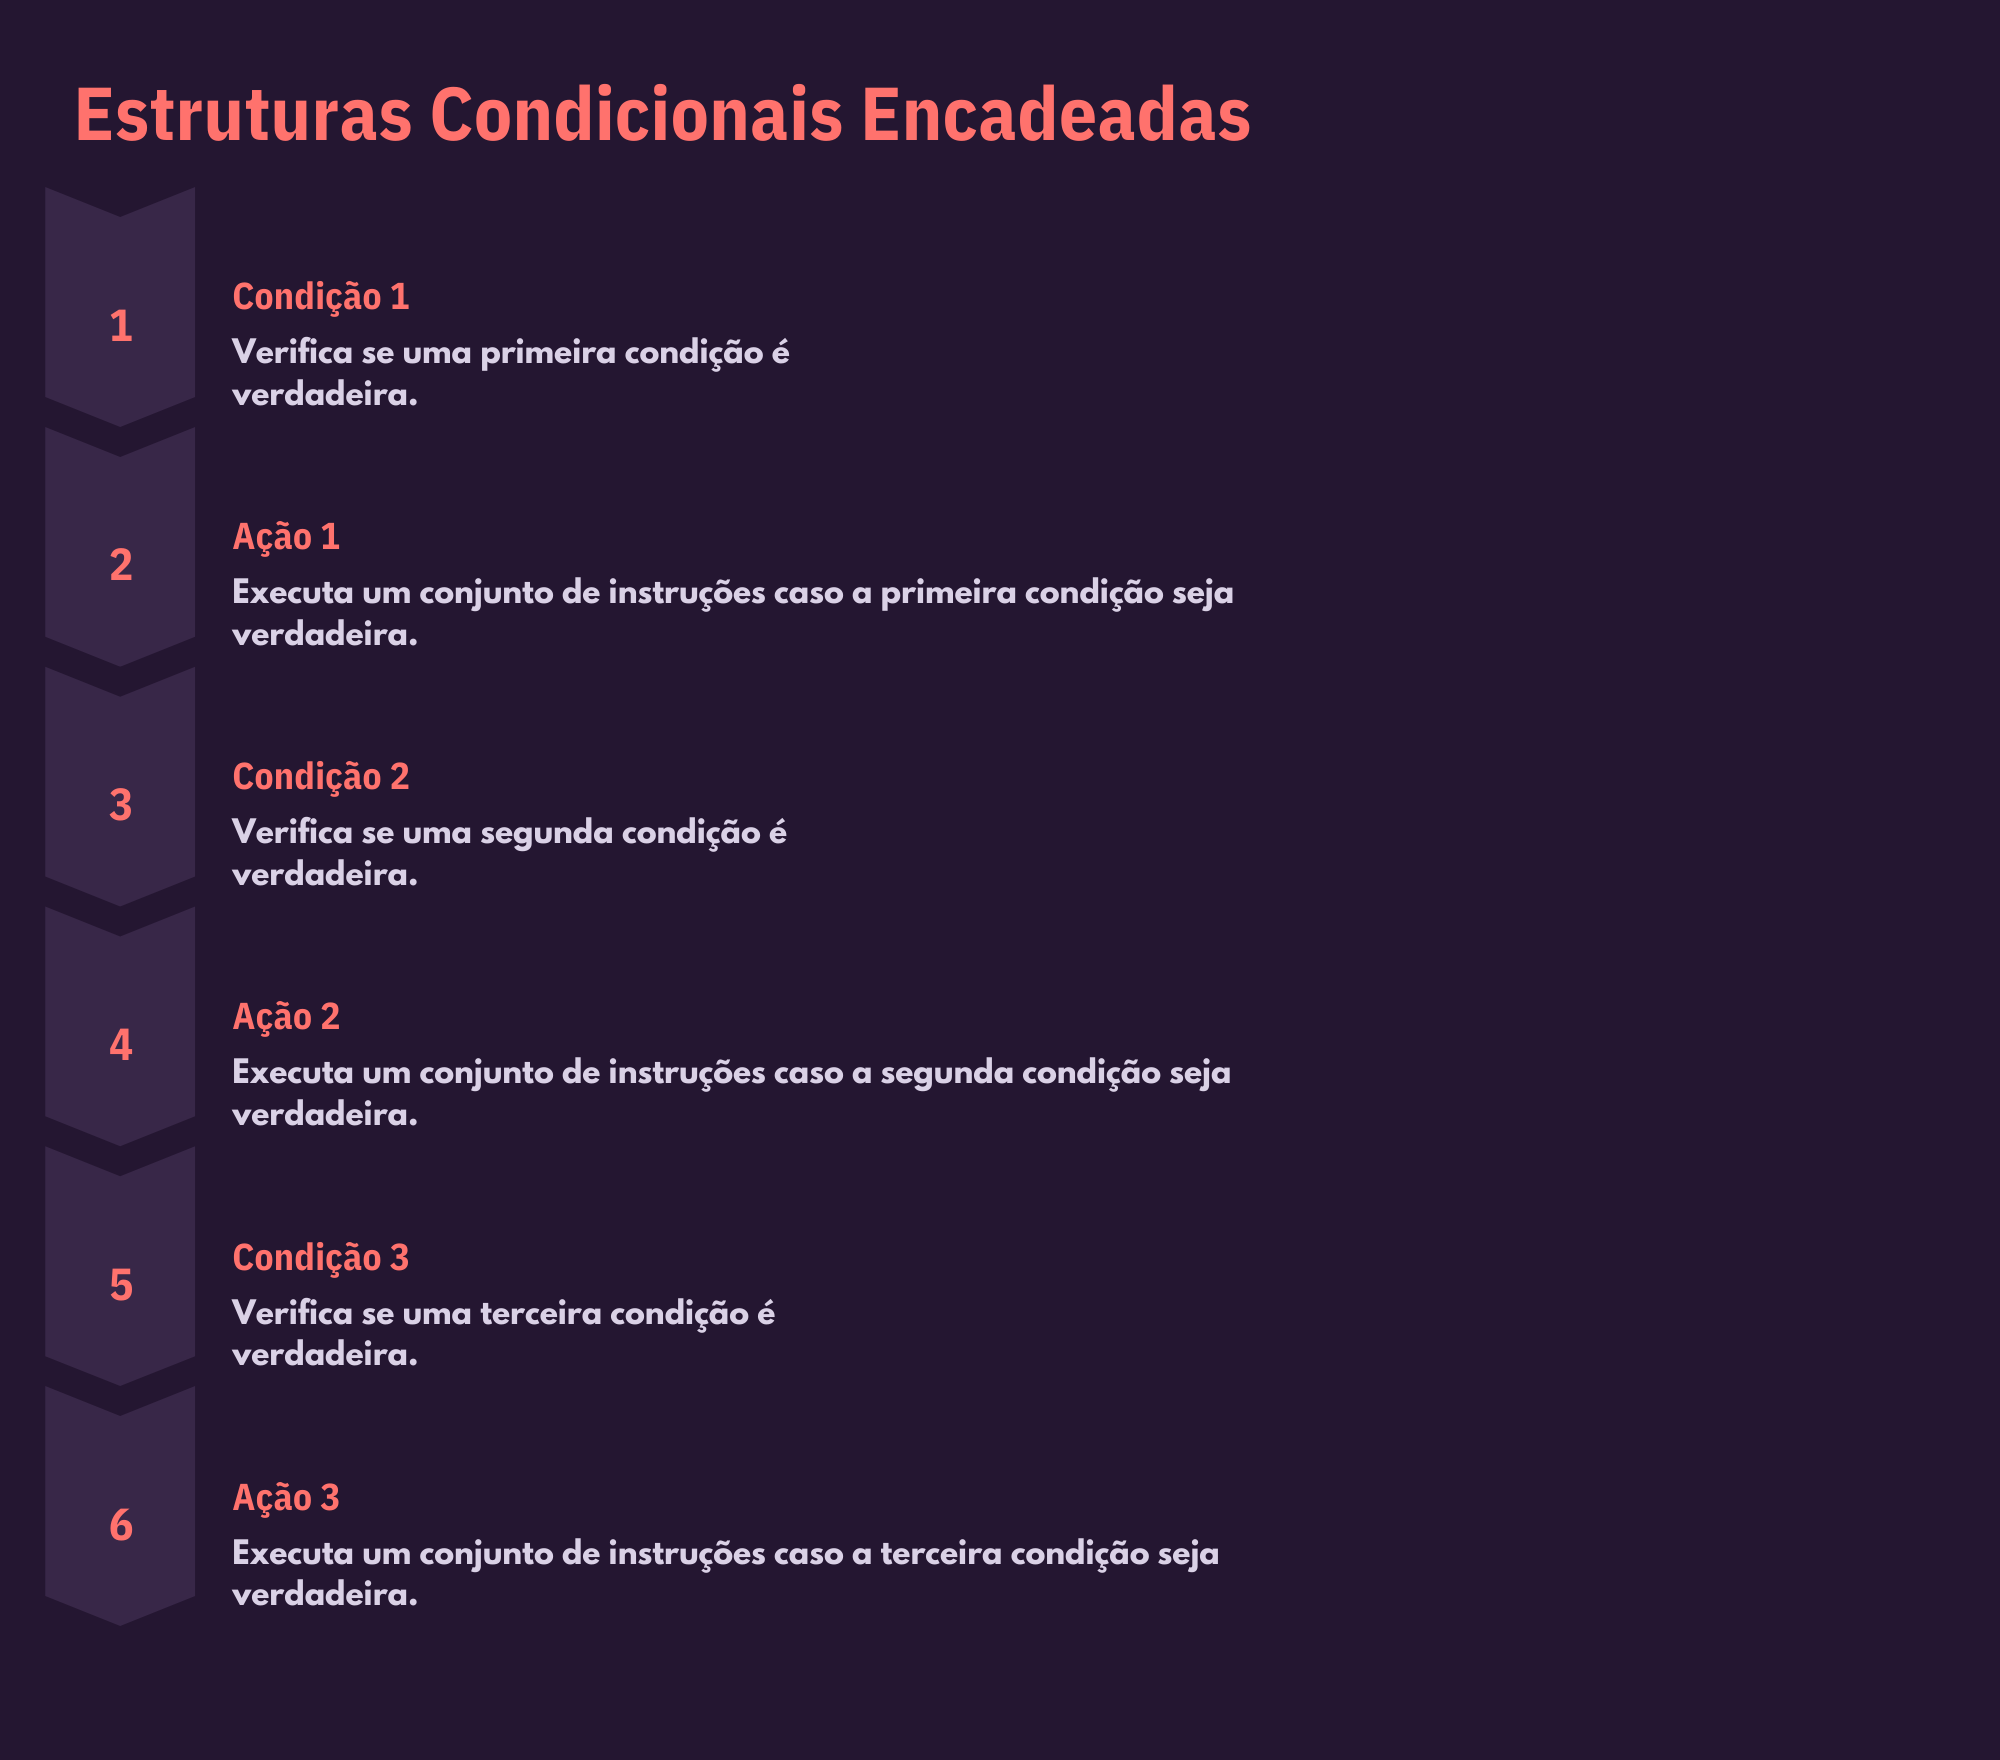 Estruturas Condicionais Encadeadas
1
Condição 1
Verifica se uma primeira condição é
verdadeira.
2
Ação 1
Executa um conjunto de instruções caso a primeira condição seja
verdadeira.
3
Condição 2
Verifica se uma segunda condição é
verdadeira.
4
Ação 2
Executa um conjunto de instruções caso a segunda condição seja
verdadeira.
5
Condição 3
Verifica se uma terceira condição é
verdadeira.
6
Ação 3
Executa um conjunto de instruções caso a terceira condição seja
verdadeira.